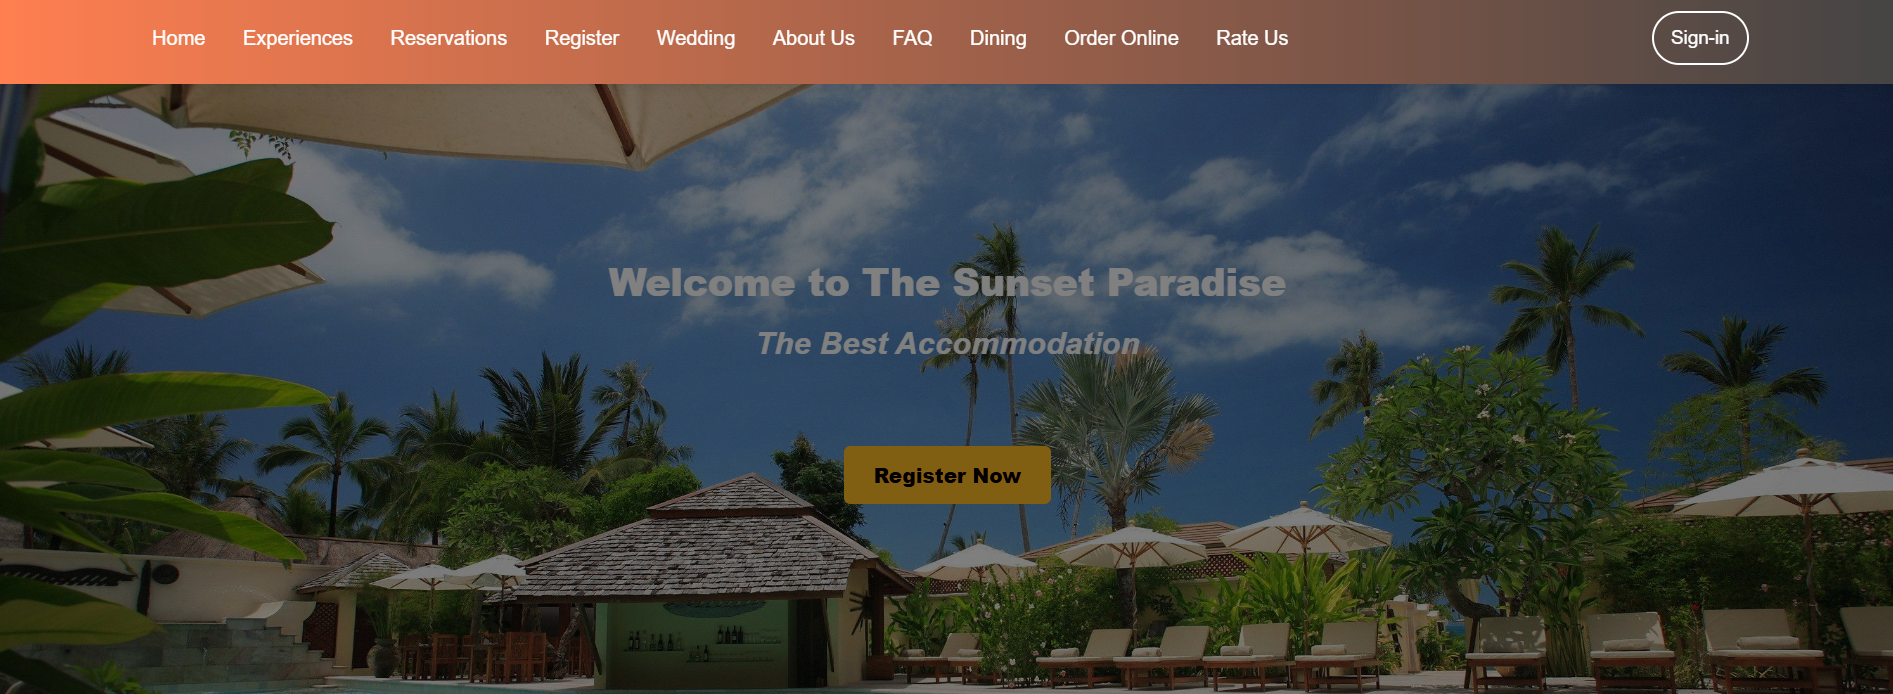 Home Experiences Reservations Register Wedding About Us FAQ Dining Order Online Rate Us Sign-in
Welcome to The Sunset Paradise
The Best Accommodation
Register Now